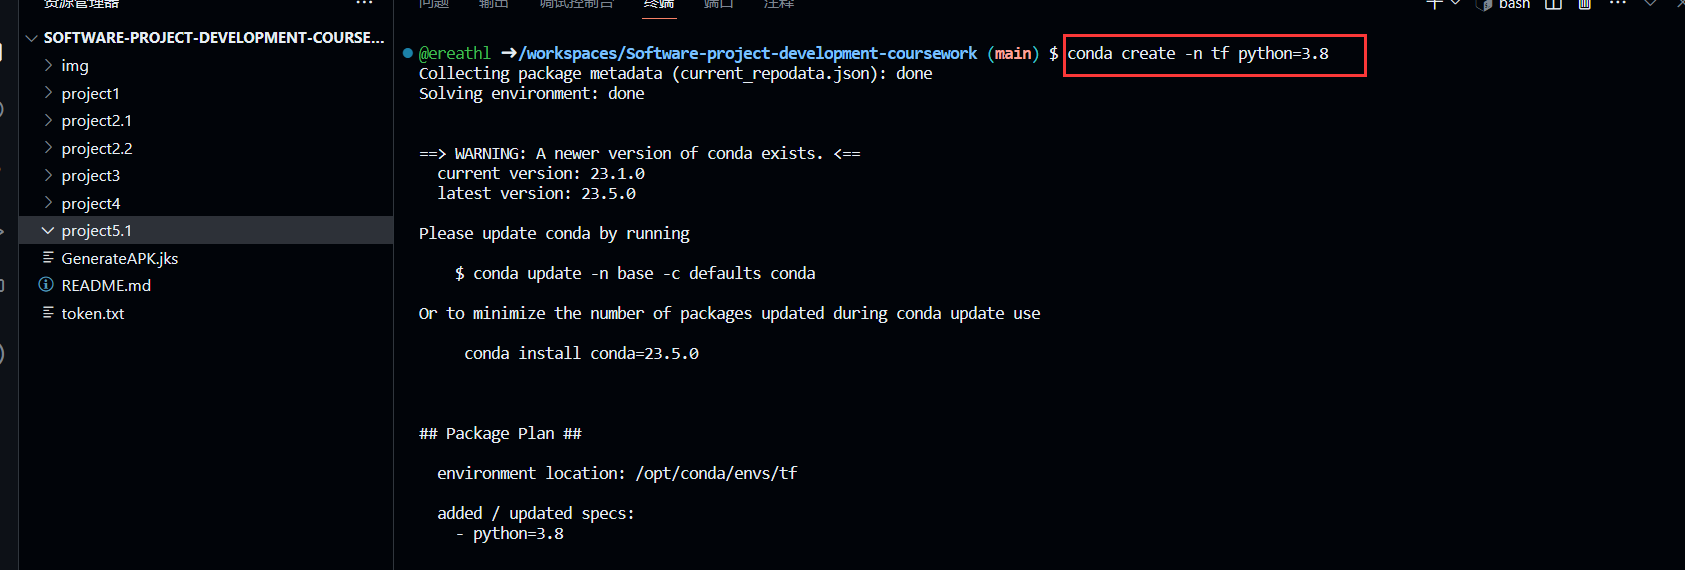 资源管理器
问题 输出 调试控制台 终端 端口 注释
bash
SOFTWARE-PROJECT-DEVELOPMENT-COURSE...
img
project1
project2.1
project2.2
project3
project4
project5.1
GenerateAPK.jks
README.md
token.txt
@ereathl ➜/workspaces/Software-project-development-coursework (main) $ conda create -n tf python=3.8
Collecting package metadata (current_repodata.json): done
Solving environment: done
==> WARNING: A newer version of conda exists. <==
current version: 23.1.0
latest version: 23.5.0
Please update conda by running
$ conda update -n base -c defaults conda
Or to minimize the number of packages updated during conda update use
conda install conda=23.5.0
## Package Plan ##
environment location: /opt/conda/envs/tf
added / updated specs:
- python=3.8